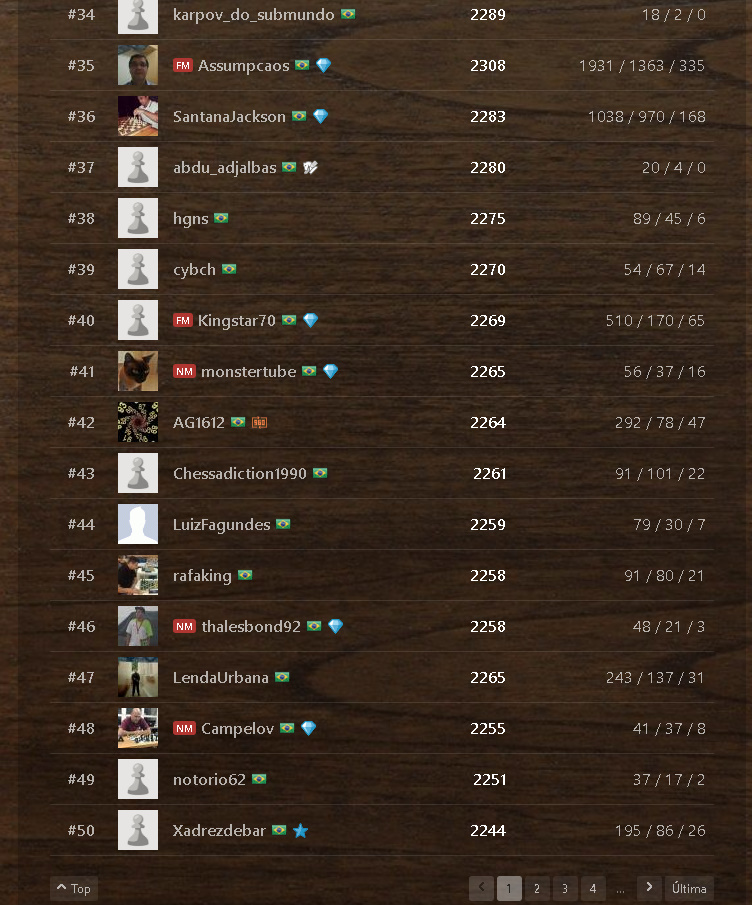 #34 karpov_do_submundo 2289 18 / 2 / 0
#35 FM Assumpcaos 2308 1931 / 1363 / 335
#36 SantanaJackson 2283 1038 / 970 / 168
#37 abdu_adjalbas 2280 20 / 4 / 0
#38 hgns 2275 89 / 45 / 6
#39 cybch 2270 54 / 67 / 14
#40 FM Kingstar70 2269 510 / 170 / 65
#41 NM monstertube 2265 56 / 37 / 16
#42 AG1612 960 2264 292 / 78 / 47
#43 Chessadiction1990 2261 91 / 101 / 22
#44 LuizFagundes 2259 79 / 30 / 7
#45 rafaking 2258 91 / 80 / 21
#46 NM thalesbond92 2258 48 / 21 / 3
#47 LendaUrbana 2265 243 / 137 / 31
#48 NM Campelov 2255 41 / 37 / 8
#49 notorio62 2251 37 / 17 / 2
#50 Xadrezdebar 2244 195 / 86 / 26
Top 1 2 3 4 ... Última